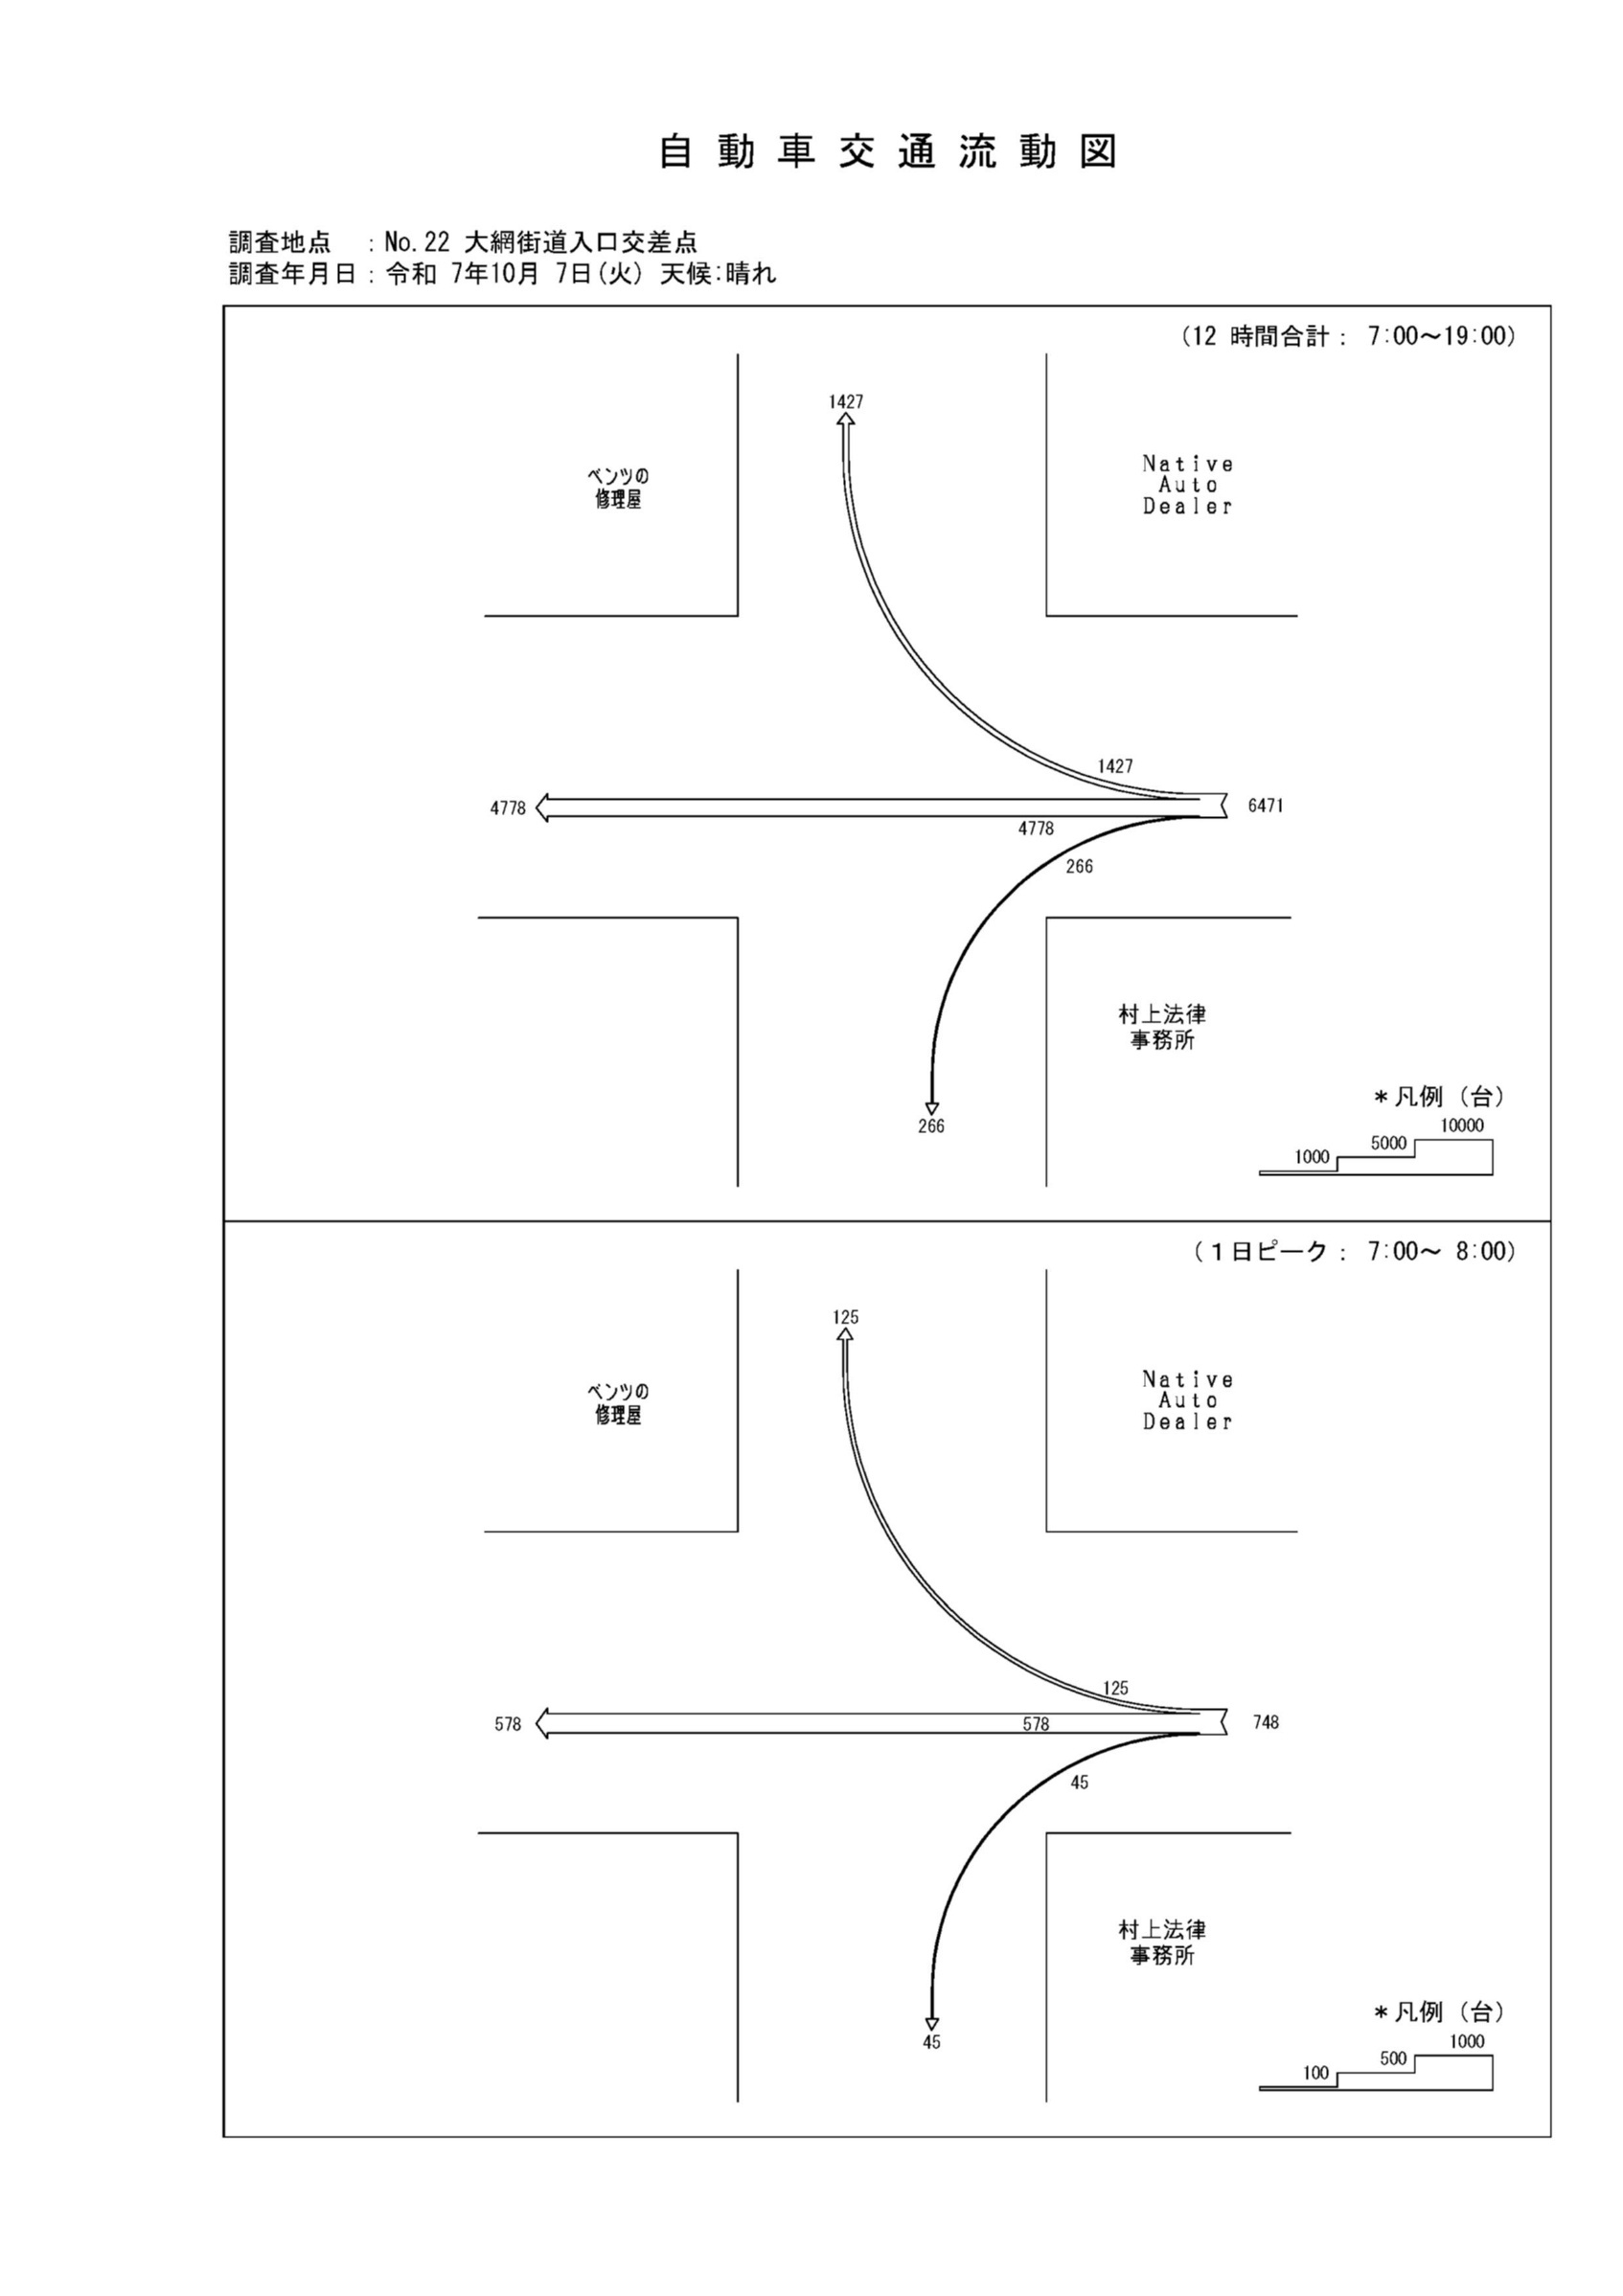 自動車交通流動図
調査地点 : No.22 大網街道入口交差点
調査年月日 : 令和 7年10月 7日(火) 天候:晴れ
(12 時間合計 : 7:00～19:00)
1427
ベンツの
修理屋
Native
Auto
Dealer
1427
4778
6471
4778
266
村上法律
事務所
266
*凡例 (台)
10000
5000
1000
(1日ピーク : 7:00～ 8:00)
125
ベンツの
修理屋
Native
Auto
Dealer
125
578
578
748
45
村上法律
事務所
45
*凡例 (台)
1000
500
100